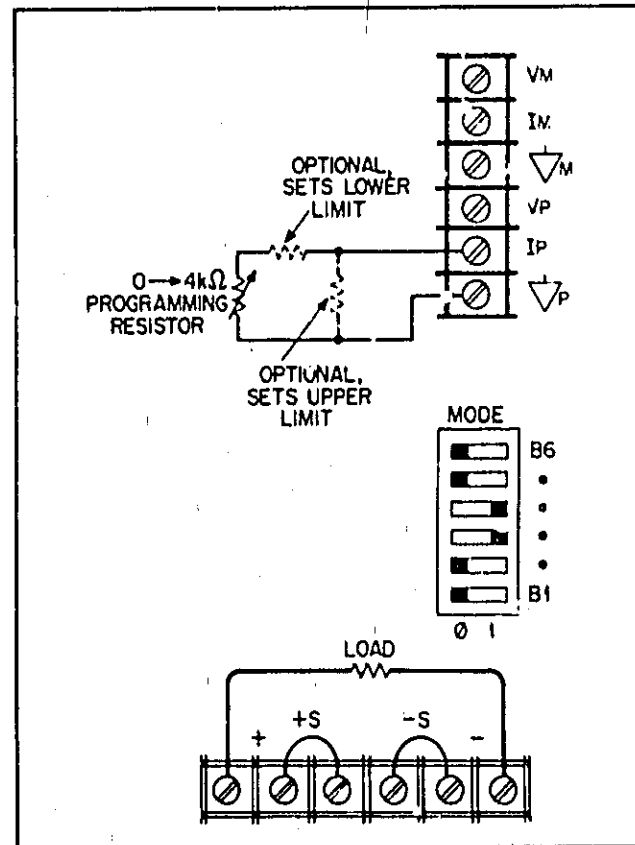 VM
IM
M
VP
IP
P
OPTIONAL,
SETS LOWER
LIMIT
0→4kΩ
PROGRAMMING
RESISTOR
OPTIONAL,
SETS UPPER
LIMIT
MODE
B6
B1
0 1
LOAD
+ +S -S -